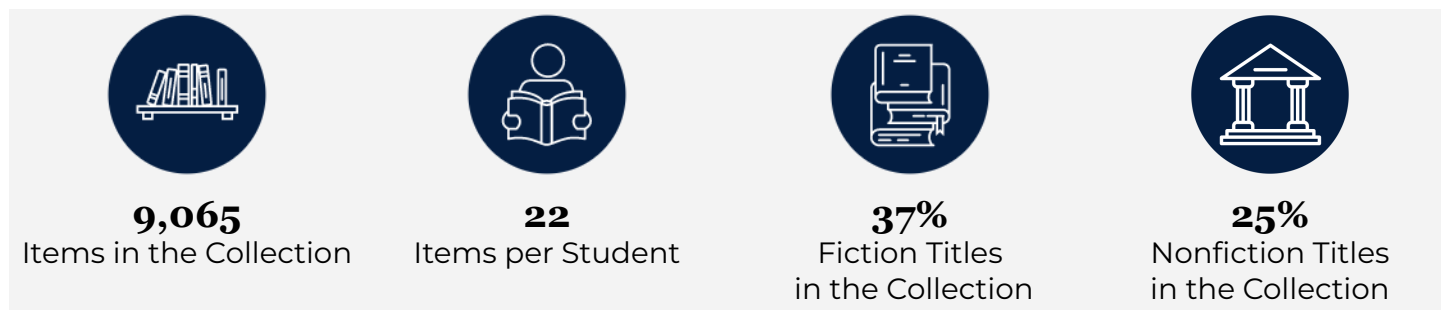 9,065
Items in the Collection
22
Items per Student
37%
Fiction Titles
in the Collection
25%
Nonfiction Titles
in the Collection